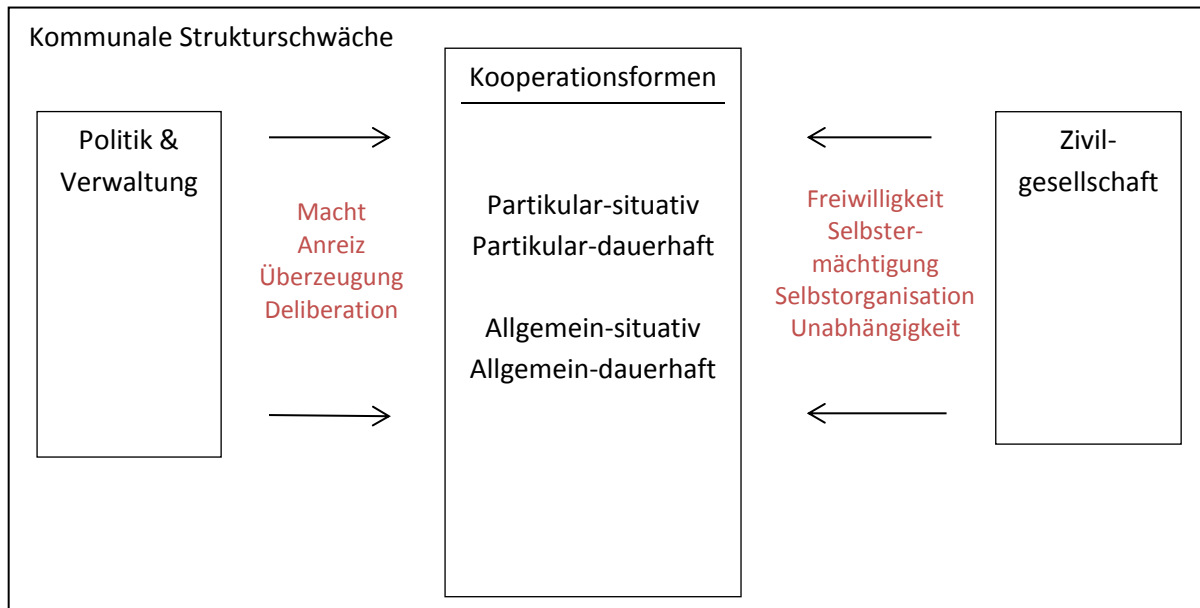 Kommunale Strukturschwäche
Politik &
Verwaltung
Macht
Anreiz
Überzeugung
Deliberation
Kooperationsformen
Partikular-situativ
Partikular-dauerhaft
Allgemein-situativ
Allgemein-dauerhaft
Freiwilligkeit
Selbster-
mächtigung
Selbstorganisation
Unabhängigkeit
Zivil-
gesellschaft